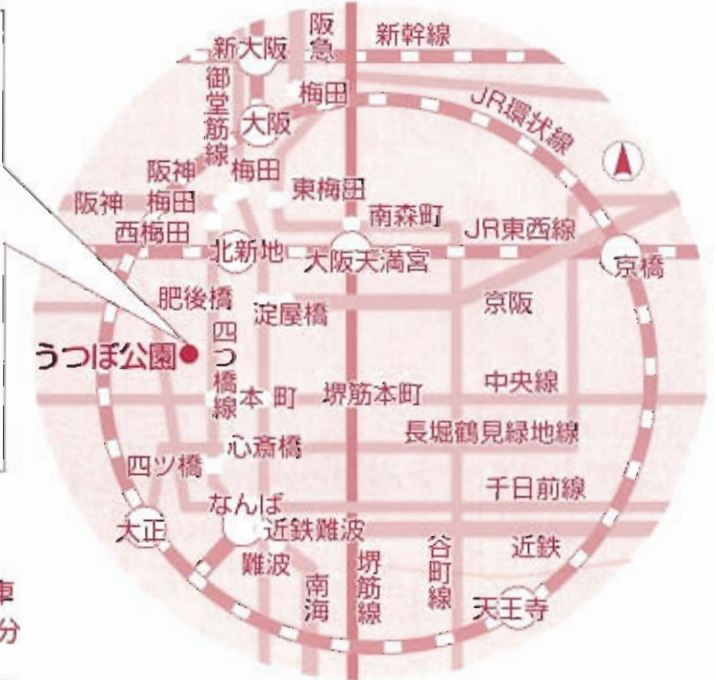 阪急
新幹線
新大阪
御堂筋線
梅田
JR環状線
大阪
阪神
梅田
東梅田
阪神 梅田
南森町
西梅田
JR東西線
北新地
大阪天満宮
京橋
肥後橋
淀屋橋
京阪
うつぼ公園
四つ橋線
本町
堺筋本町
中央線
長堀鶴見緑地線
心斎橋
四ツ橋
千日前線
なんば
大正
近鉄難波
近鉄
難波
南海
堺筋線
谷町線
天王寺
車
分